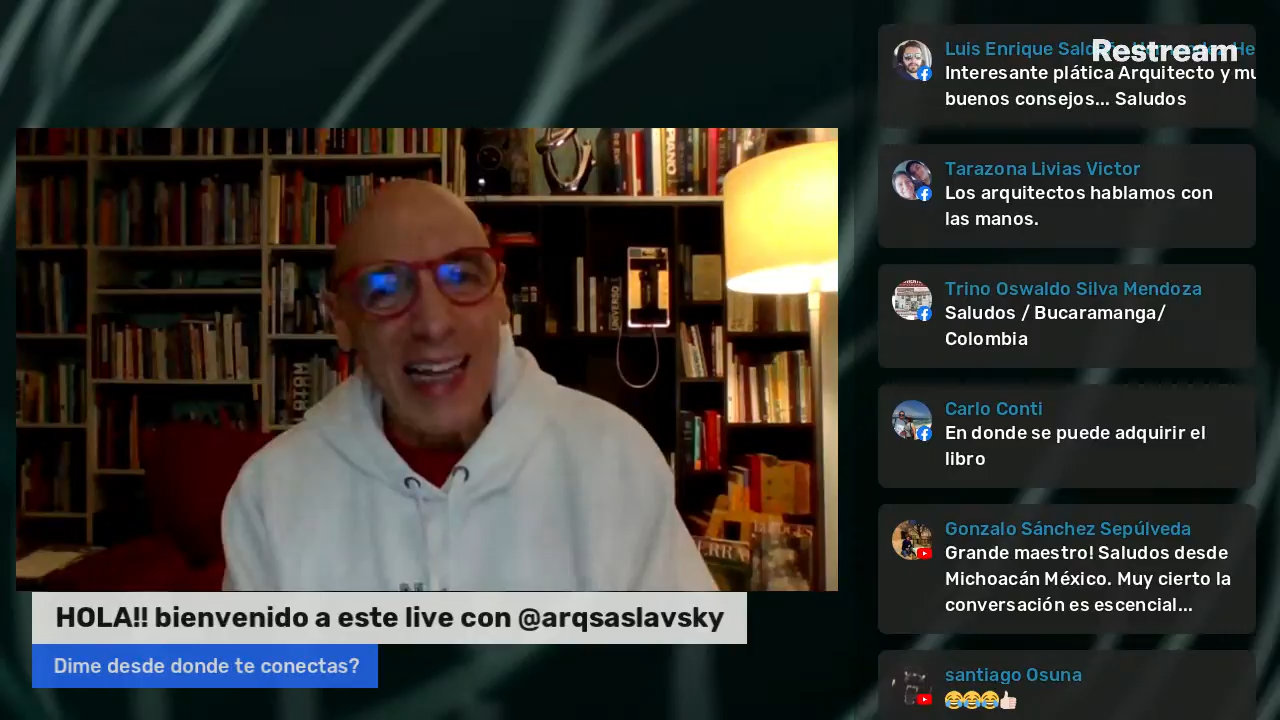 Restream
Luis Enrique
Interesante plática Arquitecto y mu
buenos consejos... Saludos
Tarazona Livias Victor
Los arquitectos hablamos con
las manos.
Trino Oswaldo Silva Mendoza
Saludos / Bucaramanga/
Colombia
Carlo Conti
En donde se puede adquirir el
libro
Gonzalo Sánchez Sepúlveda
Grande maestro! Saludos desde
Michoacán México. Muy cierto la
conversación es escencial...
santiago Osuna
😂😂😂👍🏻
UNIVERSO
HOLA!! bienvenido a este live con @arqsaslavsky
Dime desde donde te conectas?